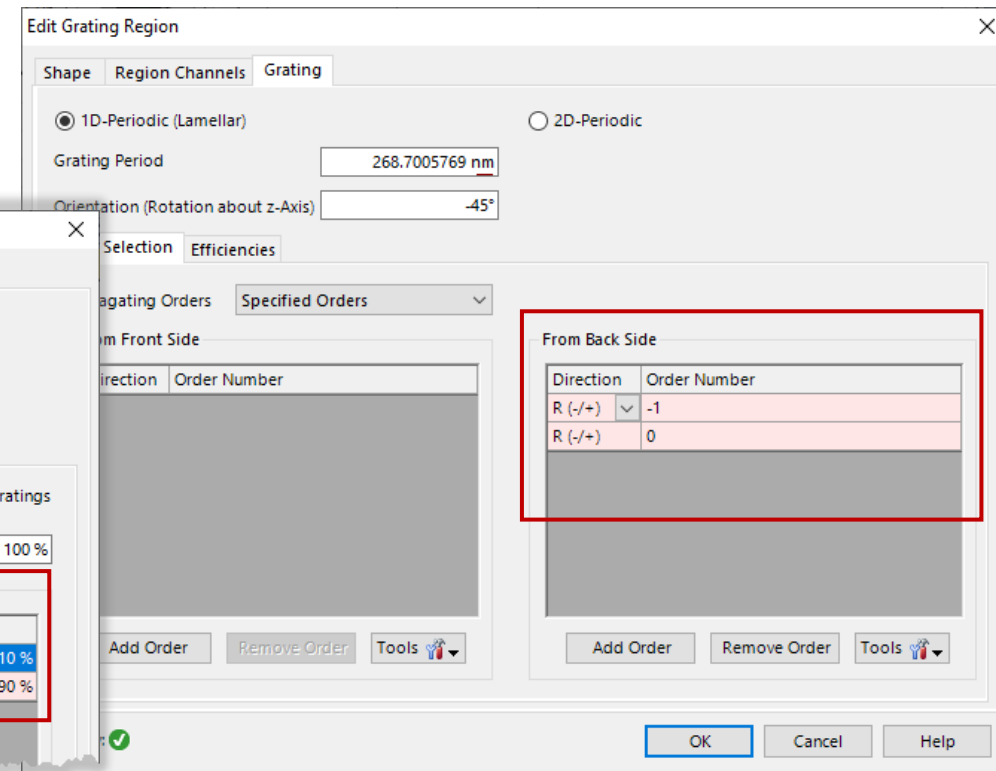 Edit Grating Region
Shape Region Channels Grating
1D-Periodic (Lamellar) 2D-Periodic
Grating Period 268.7005769 nm
Orientation (Rotation about z-Axis) -45°
Selection Efficiencies
agating Orders Specified Orders
m Front Side From Back Side
irection Order Number Direction Order Number
R (-/+) -1
R (-/+) 0
ratings
100 %
10 %
90 %
Add Order Remove Order Tools Add Order Remove Order Tools
OK Cancel Help